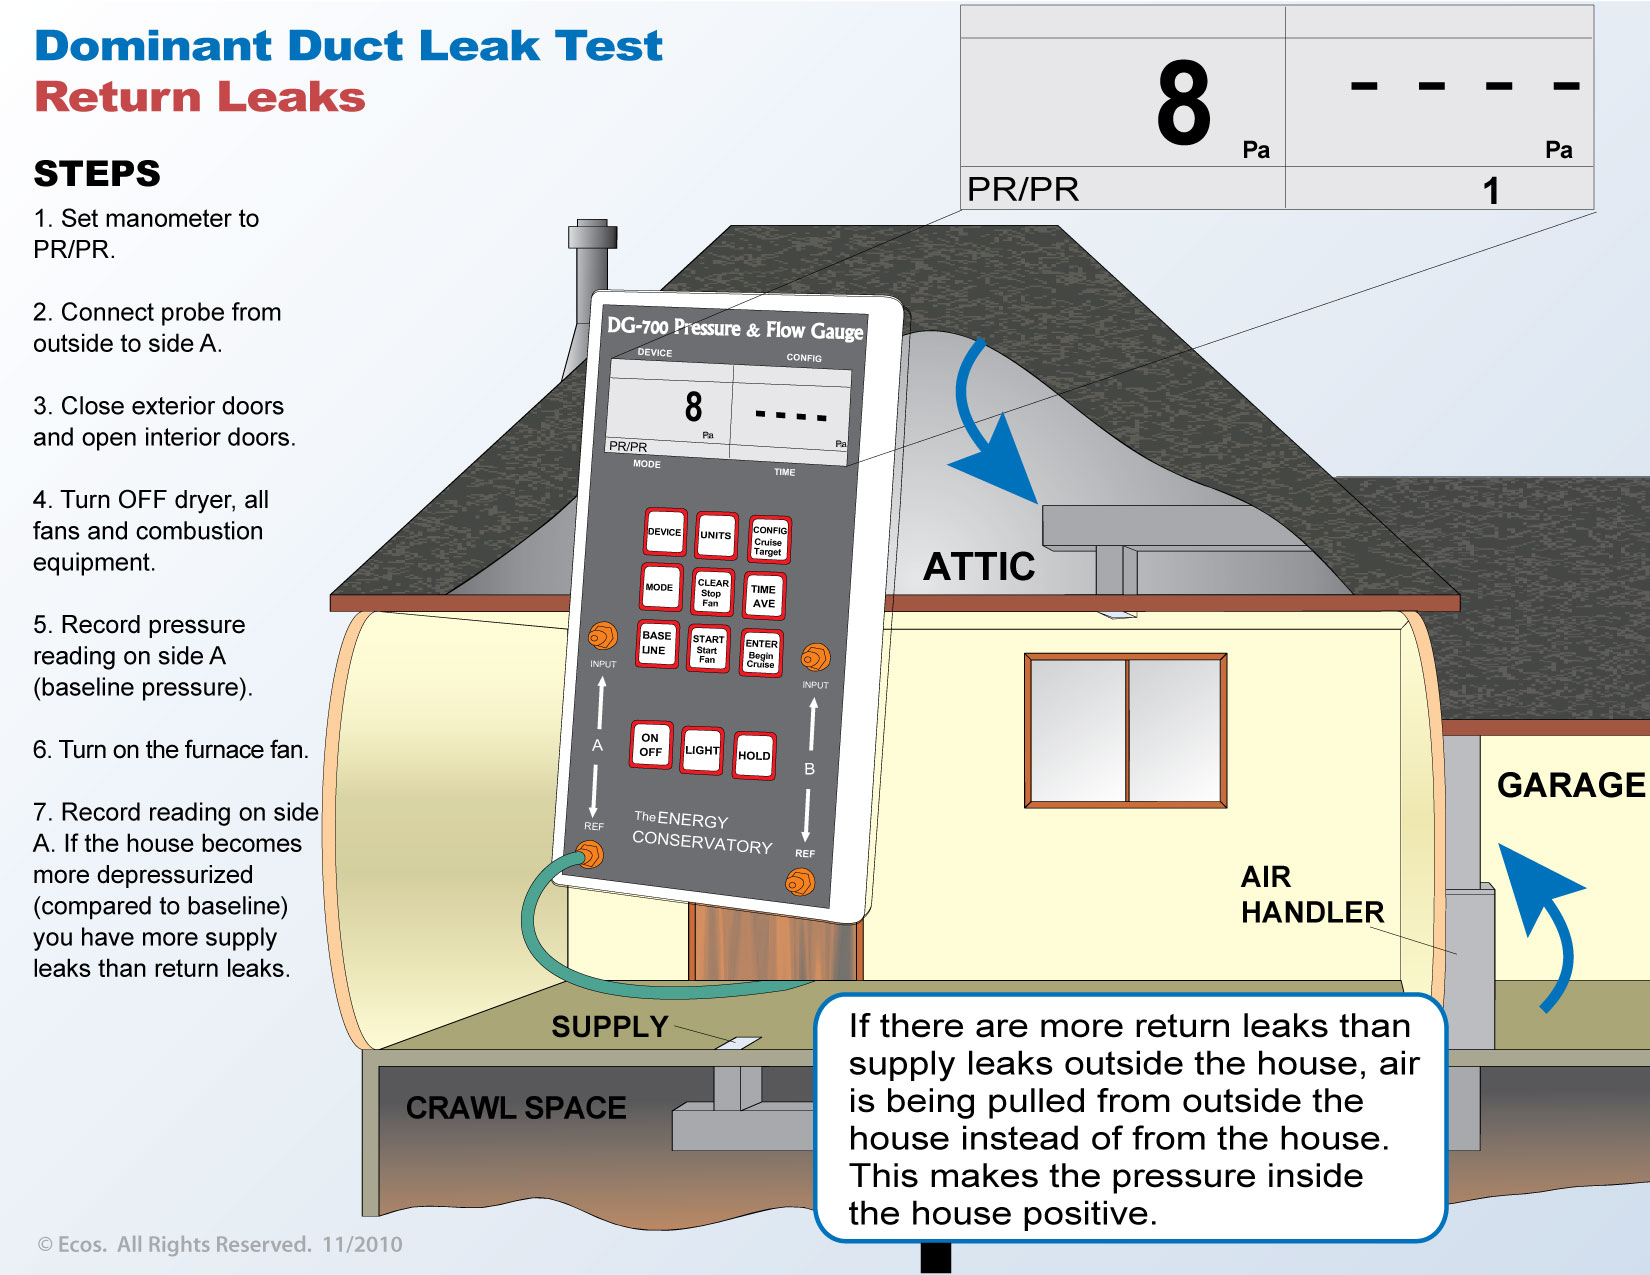 Dominant Duct Leak Test
Return Leaks
STEPS
1. Set manometer to
PR/PR.
2. Connect probe from
outside to side A.
3. Close exterior doors
and open interior doors.
4. Turn OFF dryer, all
fans and combustion
equipment.
5. Record pressure
reading on side A
(baseline pressure).
6. Turn on the furnace fan.
7. Record reading on side
A. If the house becomes
more depressurized
(compared to baseline)
you have more supply
leaks than return leaks.
8 Pa
- - - - Pa
PR/PR 1
DG-700 Pressure & Flow Gauge
DEVICE CONFIG
8 Pa
- - - - Pa
PR/PR
MODE TIME
DEVICE
UNITS
CONFIG
Cruise
Target
MODE
CLEAR
Stop
Fan
TIME
AVE
BASE
LINE
START
Start
Fan
ENTER
Begin
Cruise
INPUT
INPUT
ON
OFF
LIGHT
HOLD
A
B
REF
REF
The ENERGY
CONSERVATORY
ATTIC
GARAGE
AIR
HANDLER
SUPPLY
CRAWL SPACE
If there are more return leaks than
supply leaks outside the house, air
is being pulled from outside the
house instead of from the house.
This makes the pressure inside
the house positive.
© Ecos. All Rights Reserved. 11/2010